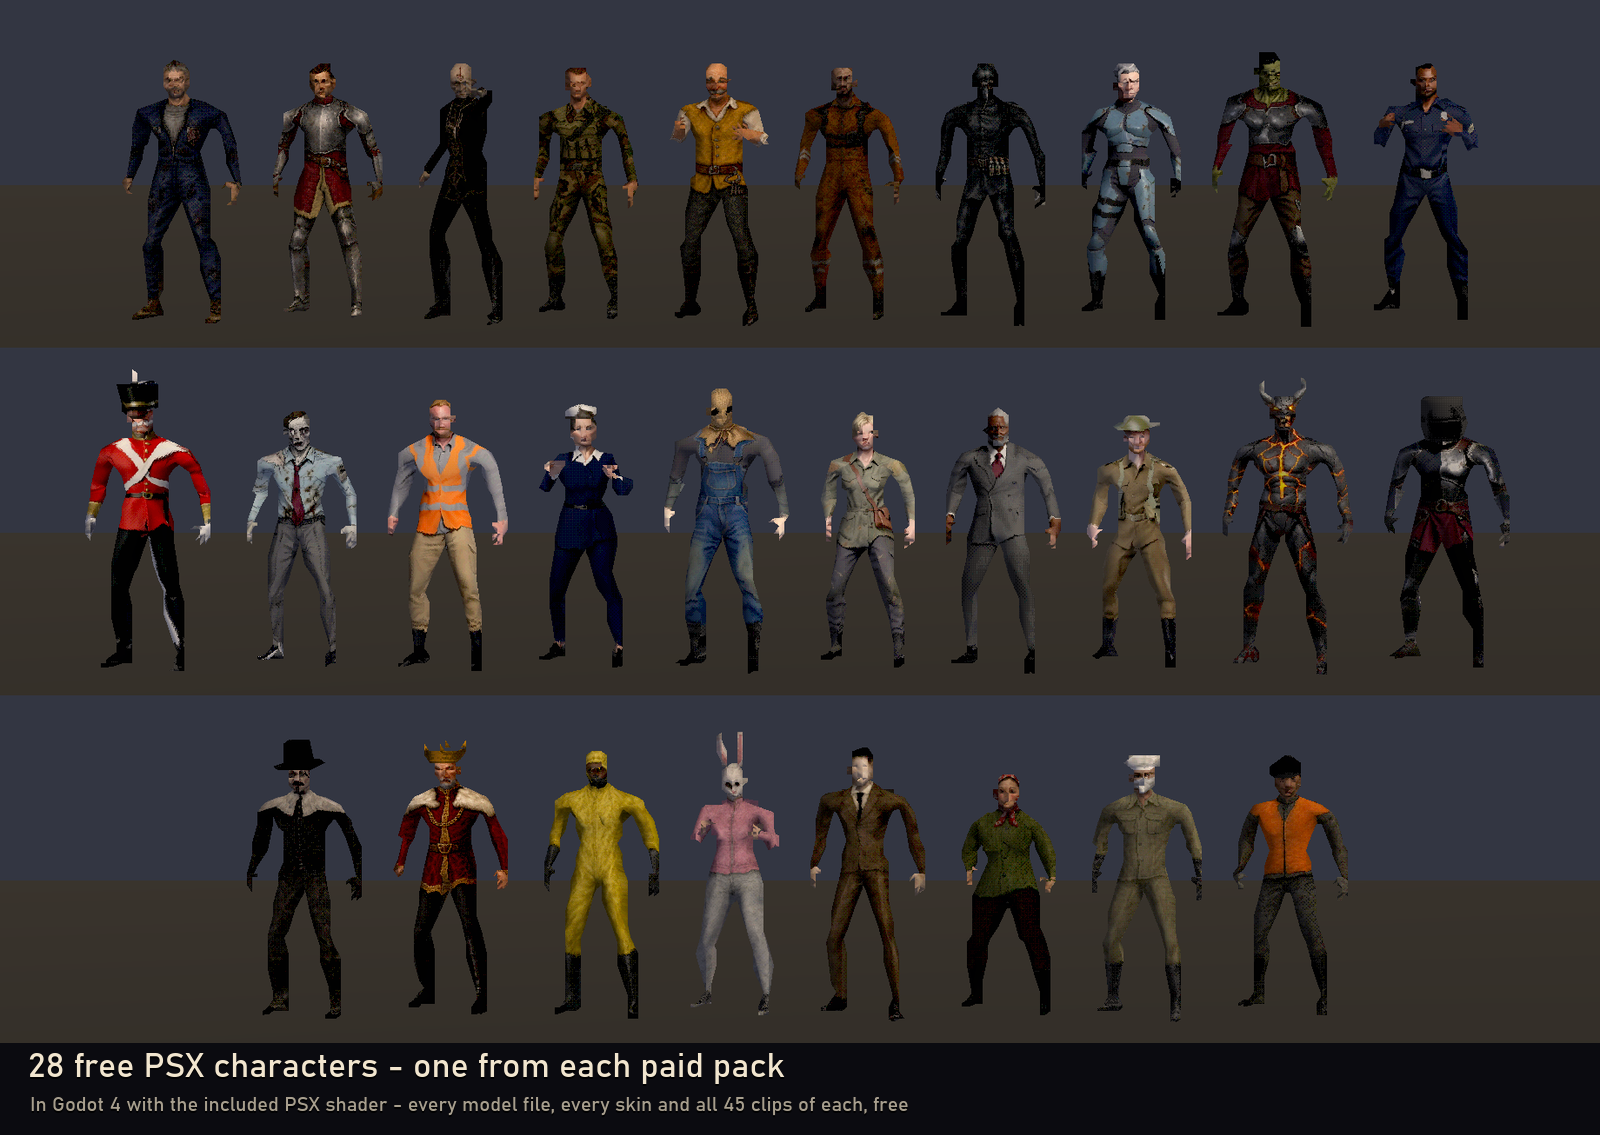 28 free PSX characters - one from each paid pack
In Godot 4 with the included PSX shader - every model file, every skin and all 45 clips of each, free